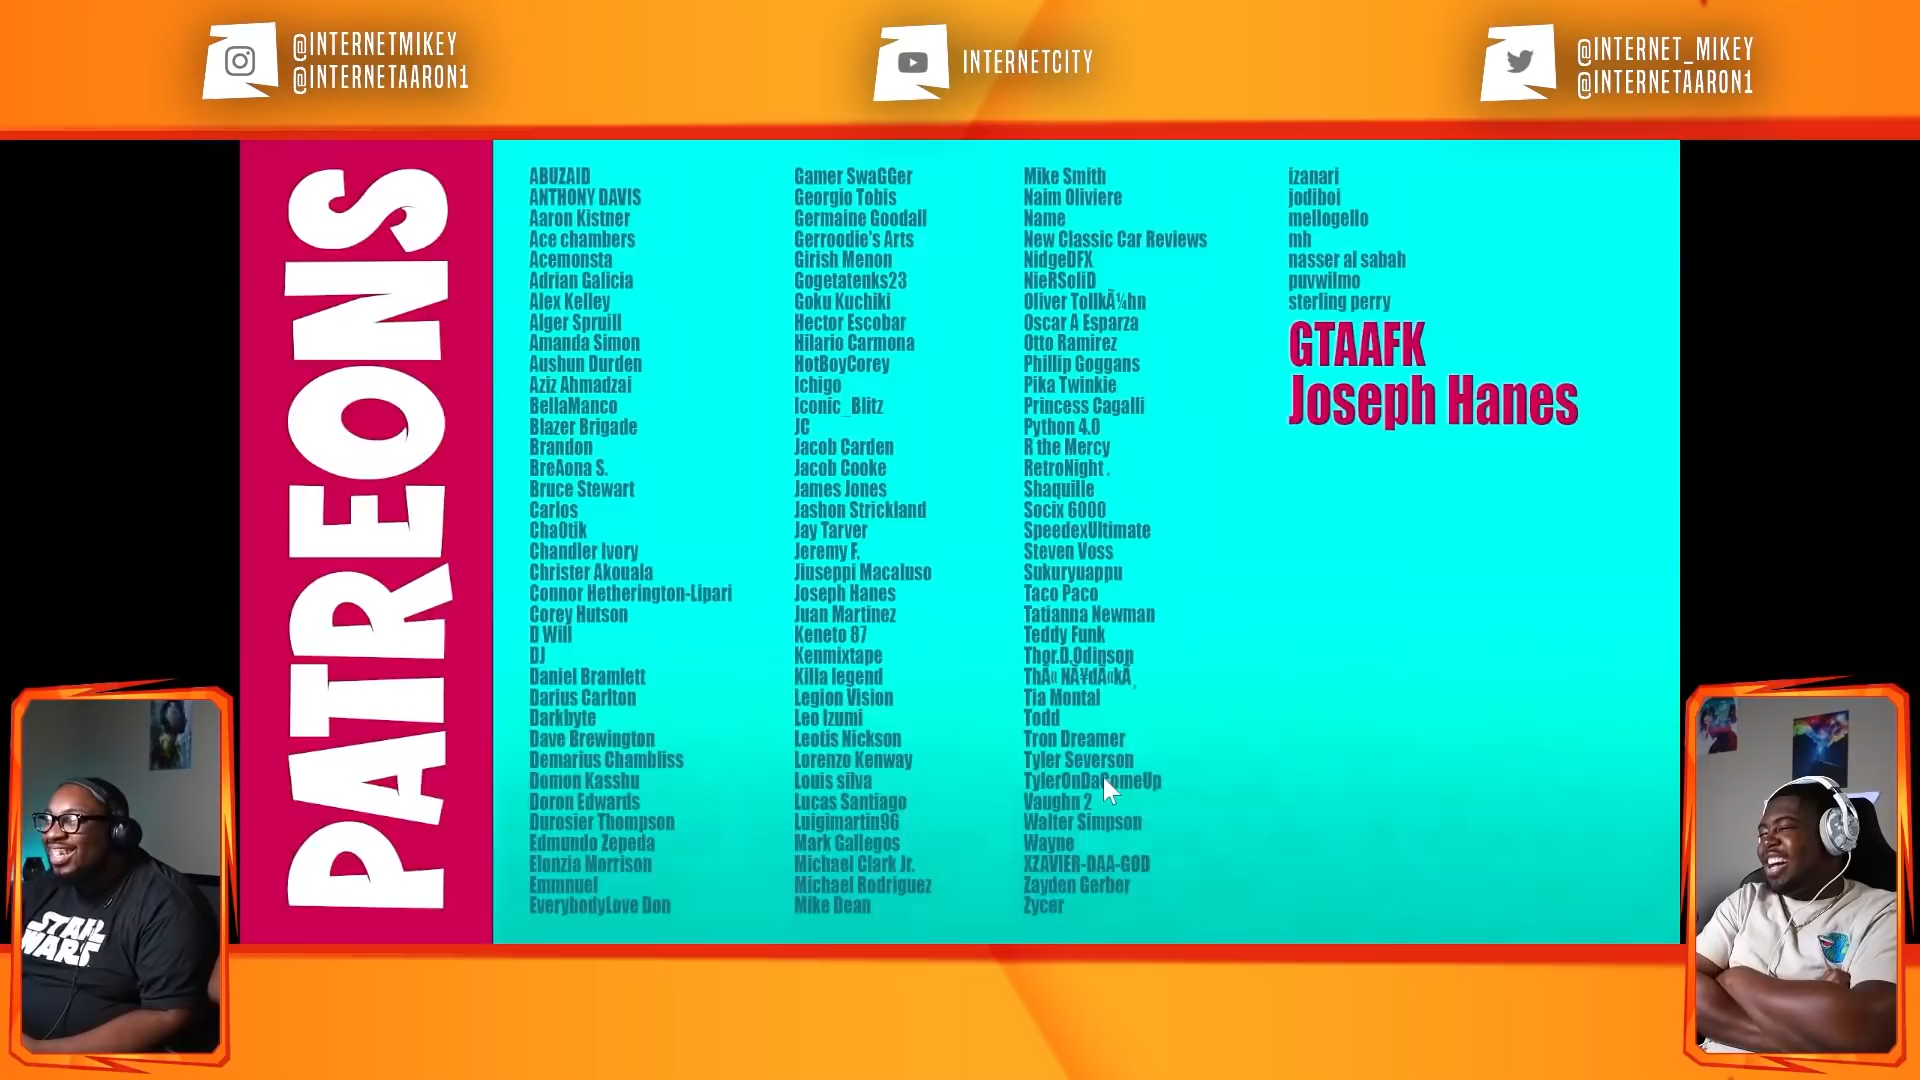 @INTERNETMIKEY
@INTERNETAARON1
INTERNETCITY
@INTERNET_MIKEY
@INTERNETAARON1
PATREONS
ABUZAID
ANTHONY DAVIS
Aaron Kistner
Ace chambers
Acemonsta
Adrian Galicia
Alex Kelley
Alger Spruill
Amanda Simon
Aushun Durden
Aziz Ahmadzai
BellaManco
Blazer Brigade
Brandon
BreAona S.
Bruce Stewart
Carlos
Cha0tik
Chandler Ivory
Christer Akouala
Connor Hetherington-Lipari
Corey Hutson
D Will
DJ
Daniel Bramlett
Darius Carlton
Darkbyte
Dave Brewington
Demarius Chambliss
Domon Kasshu
Doron Edwards
Durosier Thompson
Edmundo Zepeda
Elonzia Morrison
Emmnuel
EverybodyLove Don
Gamer SwaGGer
Georgio Tobis
Germaine Goodall
Gerroodie's Arts
Girish Menon
Gogetatenks23
Goku Kuchiki
Hector Escobar
Hilario Carmona
HotBoyCorey
Ichigo
Iconic_Blitz
JC
Jacob Carden
Jacob Cooke
James Jones
Jashon Strickland
Jay Tarver
Jeremy F.
Jiuseppi Macaluso
Joseph Hanes
Juan Martinez
Keneto 87
Kenmixtape
Killa legend
Legion Vision
Leo Izumi
Leotis Nickson
Lorenzo Kenway
Louis silva
Lucas Santiago
Luigimartin96
Mark Gallegos
Michael Clark Jr.
Michael Rodriguez
Mike Dean
Mike Smith
Naim Oliviere
Name
New Classic Car Reviews
NidgeDFX
NieRSoliD
Oliver TollkÃ¼hn
Oscar A Esparza
Otto Ramirez
Phillip Goggans
Pika Twinkie
Princess Cagalli
Python 4.0
R the Mercy
RetroNight .
Shaquille
Socix 6000
SpeedexUltimate
Steven Voss
Sukuryuappu
Taco Paco
Tatianna Newman
Teddy Funk
Thor.D.Odinson
ThÃ« NÃ¥dÃ«kÃ¸
Tia Montal
Todd
Tron Dreamer
Tyler Severson
TylerOnDaComeUp
Vaughn 2
Walter Simpson
Wayne
XZAVIER-DAA-GOD
Zayden Gerber
Zycer
izanari
jodiboi
mellogello
mh
nasser al sabah
puvwilmo
sterling perry
GTAAFK
Joseph Hanes
STAR
WARS